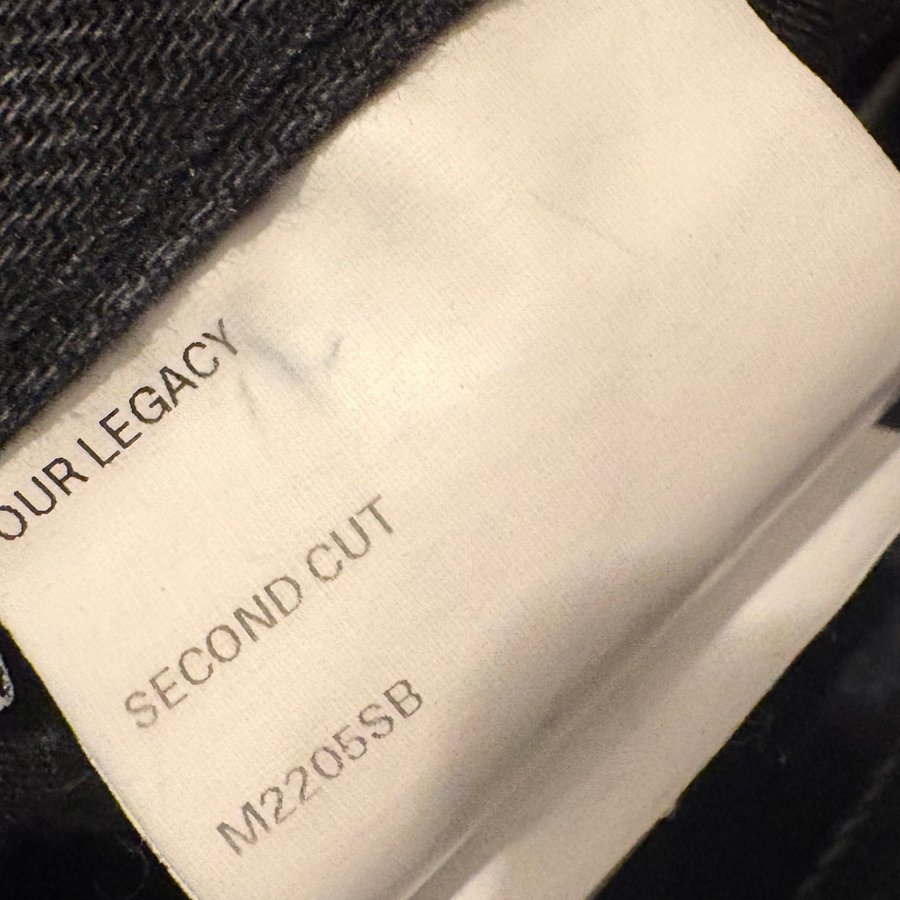 OUR LEGACY
SECOND CUT
M2205SB